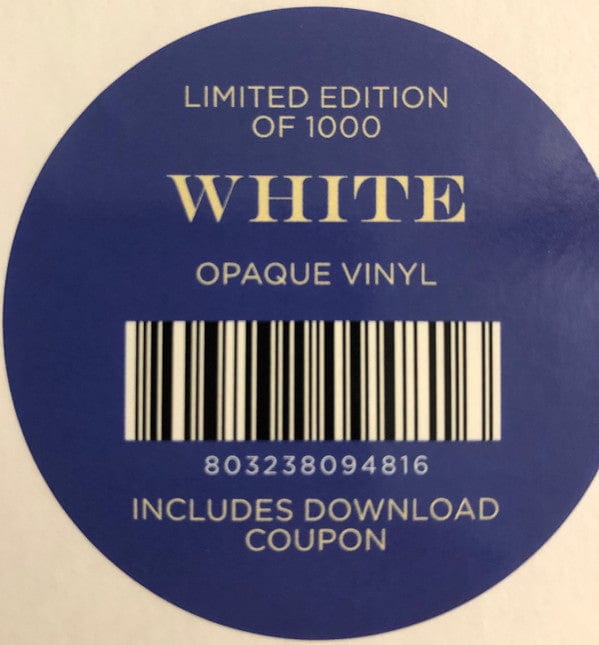 LIMITED EDITION
OF 1000
WHITE
OPAQUE VINYL
803238094816
INCLUDES DOWNLOAD
COUPON